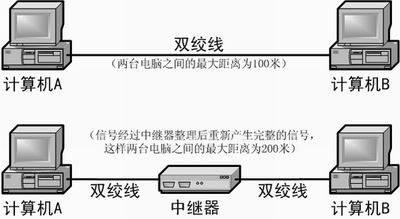 双绞线
(两台电脑之间的最大距离为100米)
计算机A
计算机B
(信号经过中继器整理后重新产生完整的信号,
这样两台电脑之间的最大距离为200米)
双绞线
双绞线
计算机A
中继器
计算机B